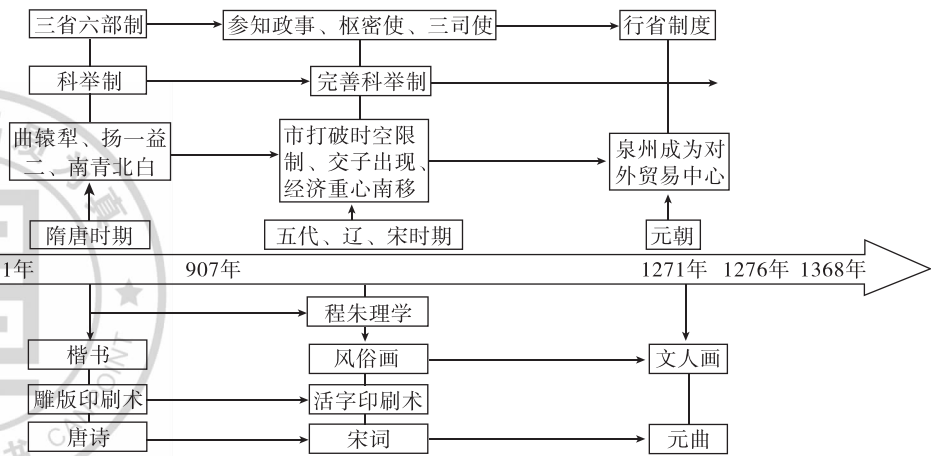 三省六部制
参知政事、枢密使、三司使
行省制度
科举制
完善科举制
曲辕犁、扬一益
二、南青北白
市打破时空限
制、交子出现、
经济重心南移
泉州成为对
外贸易中心
隋唐时期
五代、辽、宋时期
元朝
1年
907年
1271年
1276年
1368年
程朱理学
楷书
风俗画
文人画
雕版印刷术
活字印刷术
唐诗
宋词
元曲